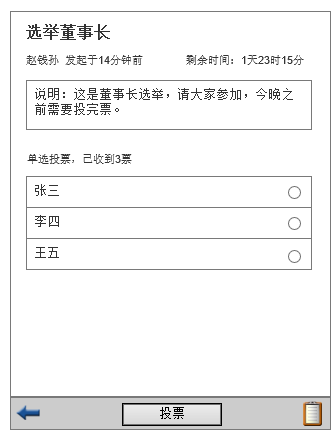 选举董事长
赵钱孙 发起于14分钟前 剩余时间：1天23时15分
说明：这是董事长选举，请大家参加，今晚之
前需要投完票。
单选投票，已收到3票
张三
李四
王五
投票